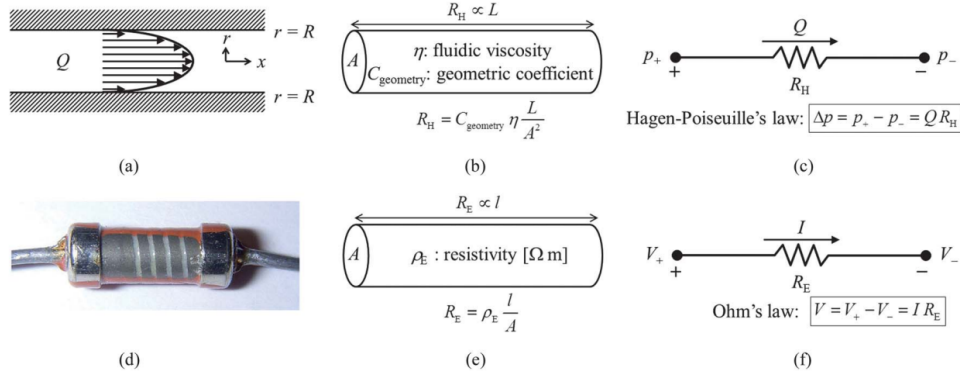 r = R
Q
r
x
r = R
(a)
R_H ∝ L
A
η: fluidic viscosity
C_geometry: geometric coefficient
R_H = C_geometry η L/A²
(b)
Q
p₊
p₋
+
−
R_H
Hagen-Poiseuille's law: Δp = p₊ − p₋ = Q R_H
(c)
(d)
R_E ∝ l
A
ρ_E : resistivity [Ω m]
R_E = ρ_E l/A
(e)
I
V₊
V₋
+
−
R_E
Ohm's law: V = V₊ − V₋ = I R_E
(f)